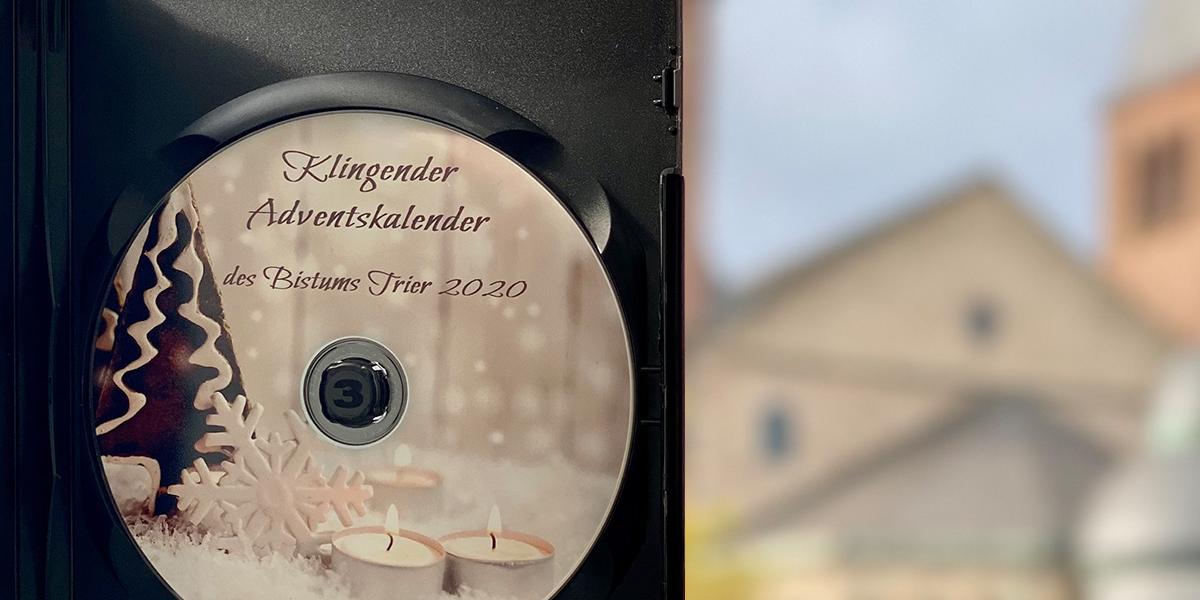 Klingender
Adventskalender
des Bistums Trier 2020
3